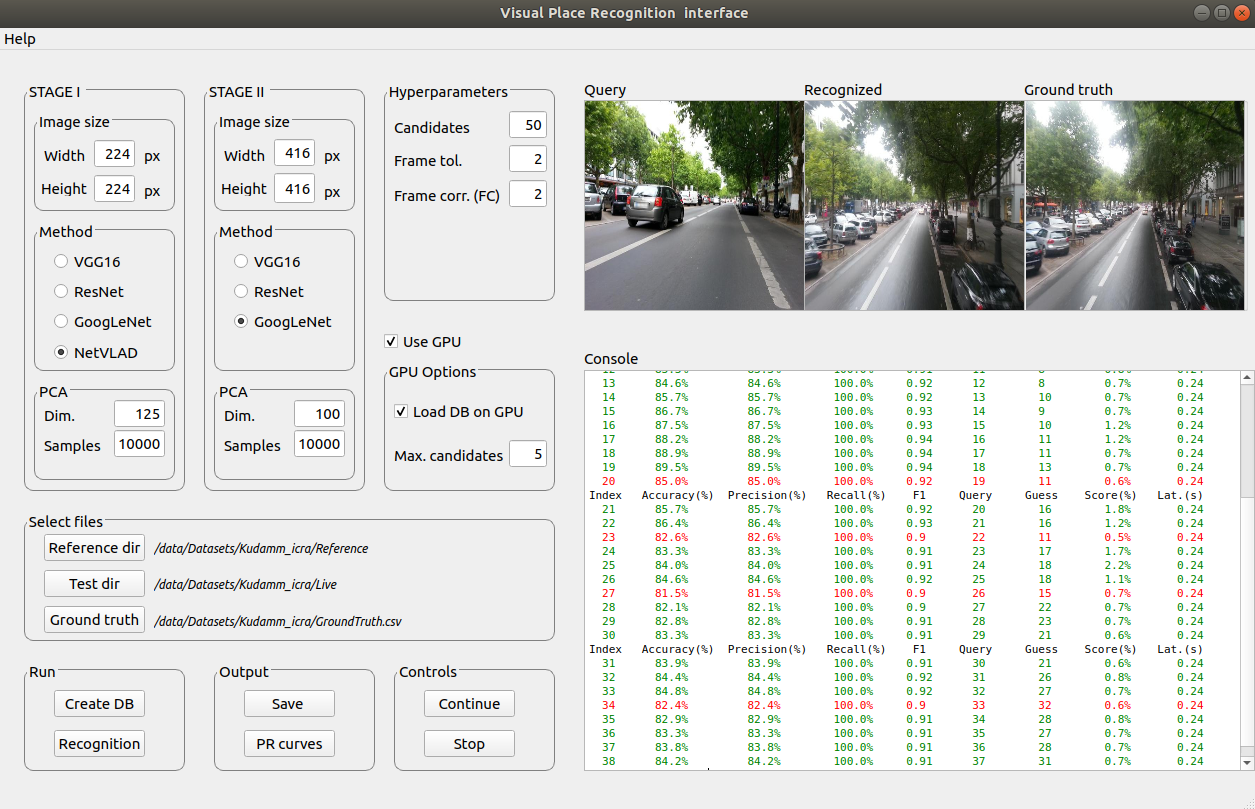 Visual Place Recognition interface
Help
STAGE I
Image size
Width 224 px
Height 224 px
Method
VGG16
ResNet
GoogLeNet
NetVLAD
PCA
Dim. 125
Samples 10000
STAGE II
Image size
Width 416 px
Height 416 px
Method
VGG16
ResNet
GoogLeNet
PCA
Dim. 100
Samples 10000
Hyperparameters
Candidates 50
Frame tol. 2
Frame corr. (FC) 2
Use GPU
GPU Options
Load DB on GPU
Max. candidates 5
Select files
Reference dir /data/Datasets/Kudamm_icra/Reference
Test dir /data/Datasets/Kudamm_icra/Live
Ground truth /data/Datasets/Kudamm_icra/GroundTruth.csv
Run
Create DB
Recognition
Output
Save
PR curves
Controls
Continue
Stop
Query Recognized Ground truth
Console
13 84.6% 84.6% 100.0% 0.92 12 8 0.7% 0.24
14 85.7% 85.7% 100.0% 0.92 13 10 0.7% 0.24
15 86.7% 86.7% 100.0% 0.93 14 9 0.7% 0.24
16 87.5% 87.5% 100.0% 0.93 15 10 1.2% 0.24
17 88.2% 88.2% 100.0% 0.94 16 11 1.2% 0.24
18 88.9% 88.9% 100.0% 0.94 17 11 0.7% 0.24
19 89.5% 89.5% 100.0% 0.94 18 13 0.7% 0.24
20 85.0% 85.0% 100.0% 0.92 19 11 0.6% 0.24
Index Accuracy(%) Precision(%) Recall(%) F1 Query Guess Score(%) Lat.(s)
21 85.7% 85.7% 100.0% 0.92 20 16 1.8% 0.24
22 86.4% 86.4% 100.0% 0.93 21 16 1.2% 0.24
23 82.6% 82.6% 100.0% 0.9 22 11 0.5% 0.24
24 83.3% 83.3% 100.0% 0.91 23 17 1.7% 0.24
25 84.0% 84.0% 100.0% 0.91 24 18 2.2% 0.24
26 84.6% 84.6% 100.0% 0.92 25 18 1.1% 0.24
27 81.5% 81.5% 100.0% 0.9 26 15 0.7% 0.24
28 82.1% 82.1% 100.0% 0.9 27 22 0.7% 0.24
29 82.8% 82.8% 100.0% 0.91 28 23 0.7% 0.24
30 83.3% 83.3% 100.0% 0.91 29 21 0.6% 0.24
Index Accuracy(%) Precision(%) Recall(%) F1 Query Guess Score(%) Lat.(s)
31 83.9% 83.9% 100.0% 0.91 30 21 0.6% 0.24
32 84.4% 84.4% 100.0% 0.92 31 26 0.8% 0.24
33 84.8% 84.8% 100.0% 0.92 32 27 0.7% 0.24
34 82.4% 82.4% 100.0% 0.9 33 32 0.6% 0.24
35 82.9% 82.9% 100.0% 0.91 34 28 0.8% 0.24
36 83.3% 83.3% 100.0% 0.91 35 27 0.7% 0.24
37 83.8% 83.8% 100.0% 0.91 36 28 0.7% 0.24
38 84.2% 84.2% 100.0% 0.91 37 31 0.7% 0.24